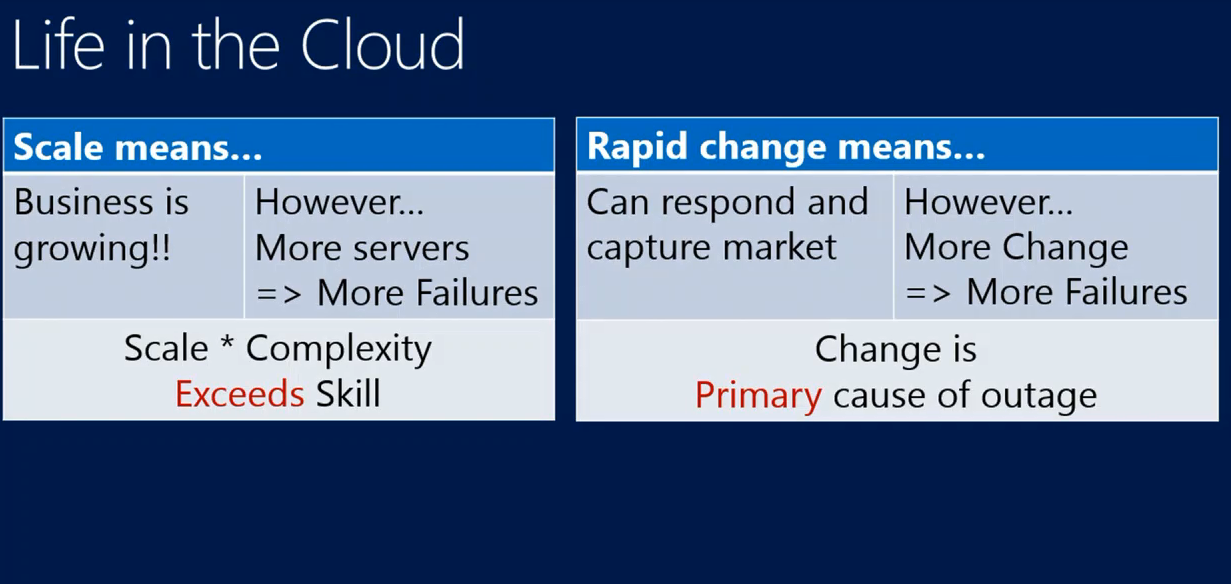 Life in the Cloud
Scale means...
Business is
growing!!
However...
More servers
=> More Failures
Scale * Complexity
Exceeds Skill
Rapid change means...
Can respond and
capture market
However...
More Change
=> More Failures
Change is
Primary cause of outage